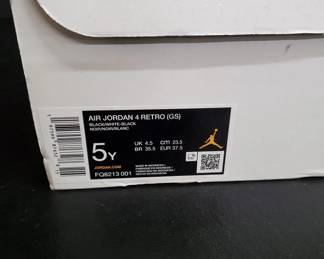 AIR JORDAN 4 RETRO (GS)
BLACK/WHITE-BLACK
NOIR/NOIR/BLANC
5Y
UK 4.5 CM 23.5
BR 35.5 EUR 37.5
JORDAN.COM
FQ8213 001